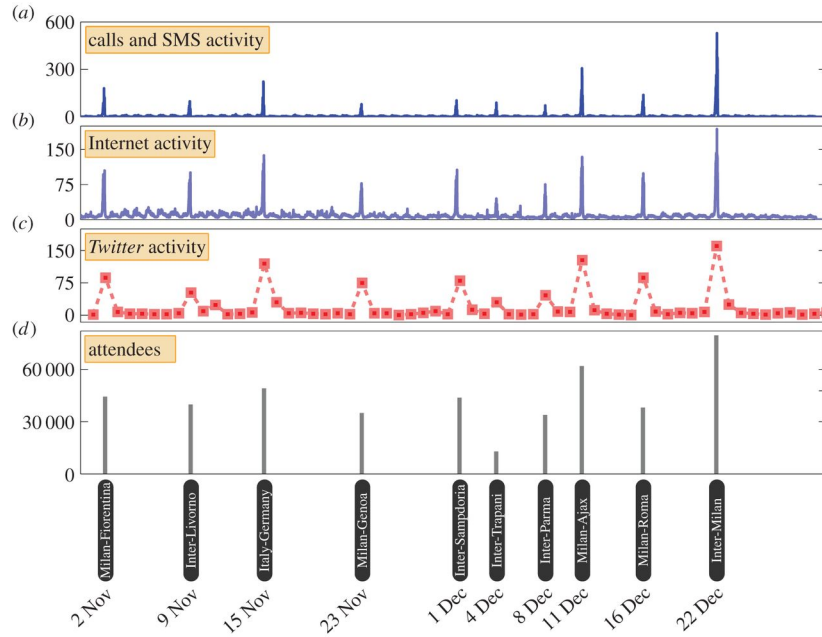 (a)
600
300
0
calls and SMS activity
(b)
150
75
0
Internet activity
(c)
150
75
0
Twitter activity
(d)
60 000
30 000
0
attendees
Milan-Fiorentina
Inter-Livorno
Italy-Germany
Milan-Genoa
Inter-Sampdoria
Inter-Trapani
Inter-Parma
Milan-Ajax
Milan-Roma
Inter-Milan
2 Nov
9 Nov
15 Nov
23 Nov
1 Dec
4 Dec
8 Dec
11 Dec
16 Dec
22 Dec